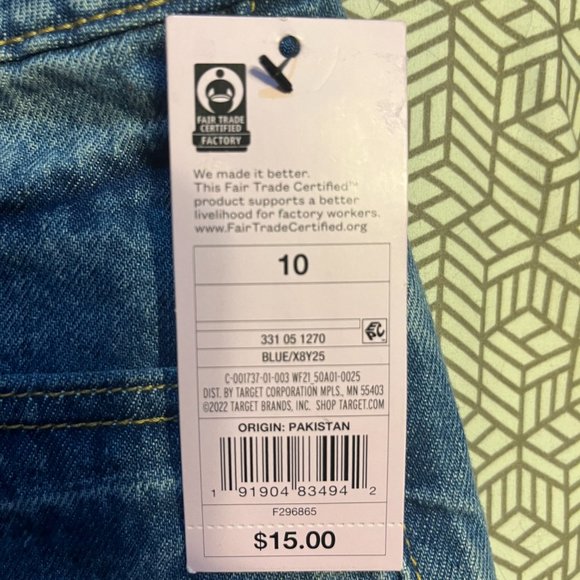 FAIR TRADE
CERTIFIED
FACTORY
We made it better.
This Fair Trade Certified™
product supports a better
livelihood for factory workers.
www.FairTradeCertified.org
10
331 05 1270
BLUE/X8Y25
C-001737-01-003 WF21_50A01-0025
DIST. BY TARGET CORPORATION MPLS., MN 55403
©2022 TARGET BRANDS, INC. SHOP TARGET.COM
ORIGIN: PAKISTAN
1 91904 83494 2
F296865
$15.00